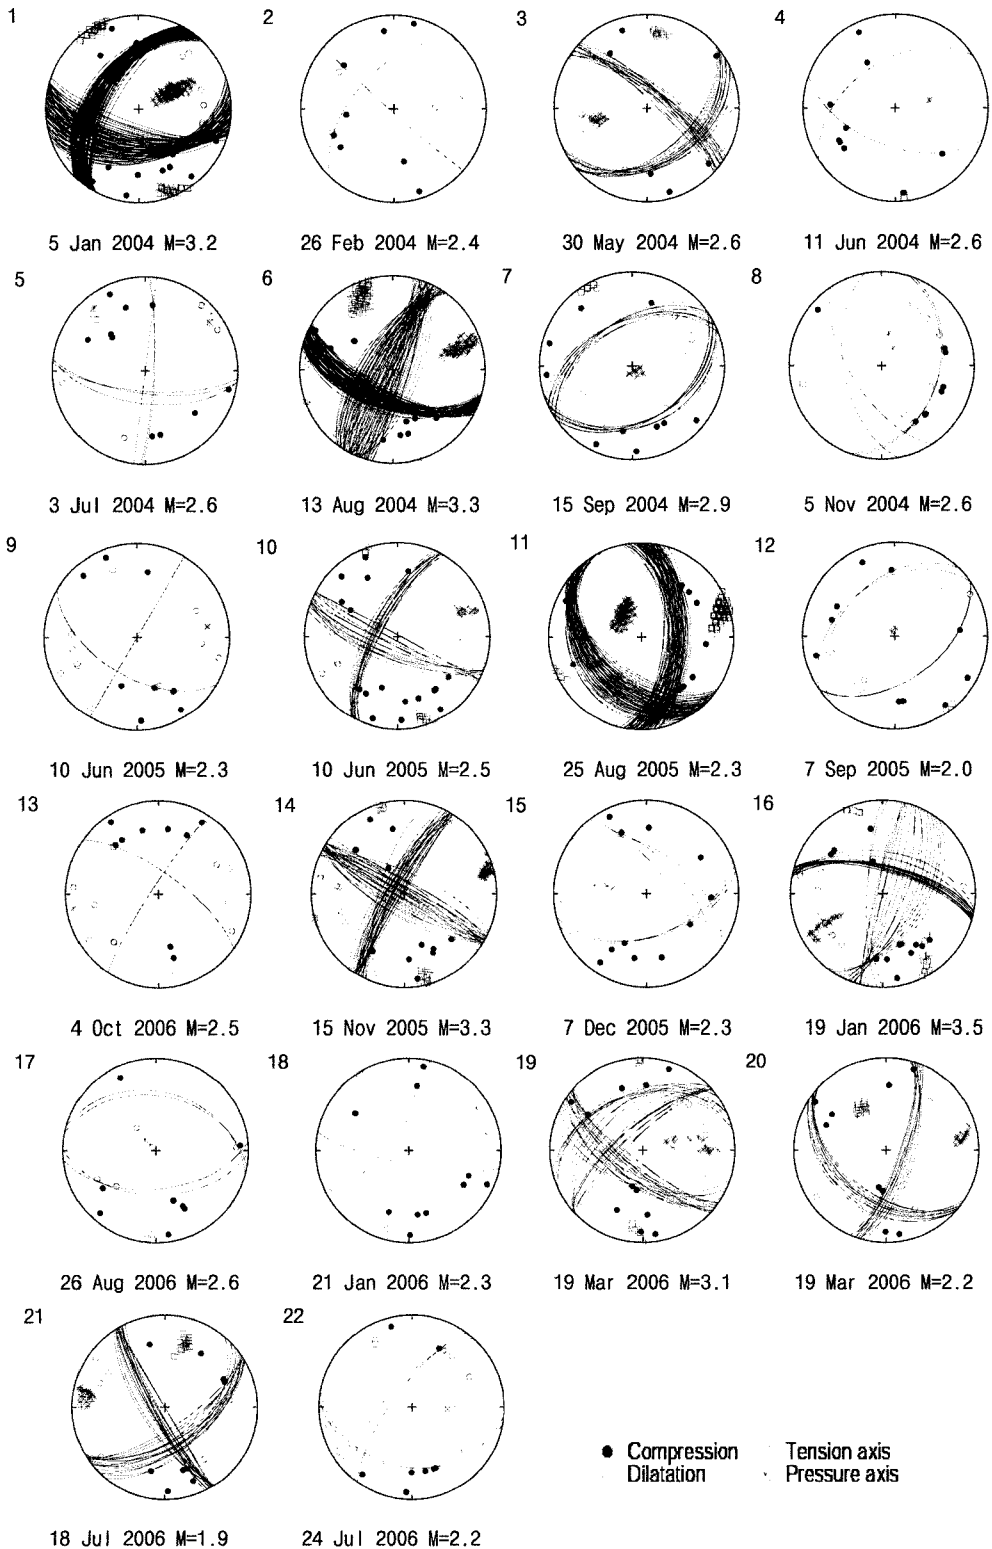 1 2 3 4
5 Jan 2004 M=3.2 26 Feb 2004 M=2.4 30 May 2004 M=2.6 11 Jun 2004 M=2.6
5 6 7 8
3 Jul 2004 M=2.6 13 Aug 2004 M=3.3 15 Sep 2004 M=2.9 5 Nov 2004 M=2.6
9 10 11 12
10 Jun 2005 M=2.3 10 Jun 2005 M=2.5 25 Aug 2005 M=2.3 7 Sep 2005 M=2.0
13 14 15 16
4 Oct 2006 M=2.5 15 Nov 2005 M=3.3 7 Dec 2005 M=2.3 19 Jan 2006 M=3.5
17 18 19 20
26 Aug 2006 M=2.6 21 Jan 2006 M=2.3 19 Mar 2006 M=3.1 19 Mar 2006 M=2.2
21 22
Compression Tension axis
Dilatation Pressure axis
18 Jul 2006 M=1.9 24 Jul 2006 M=2.2